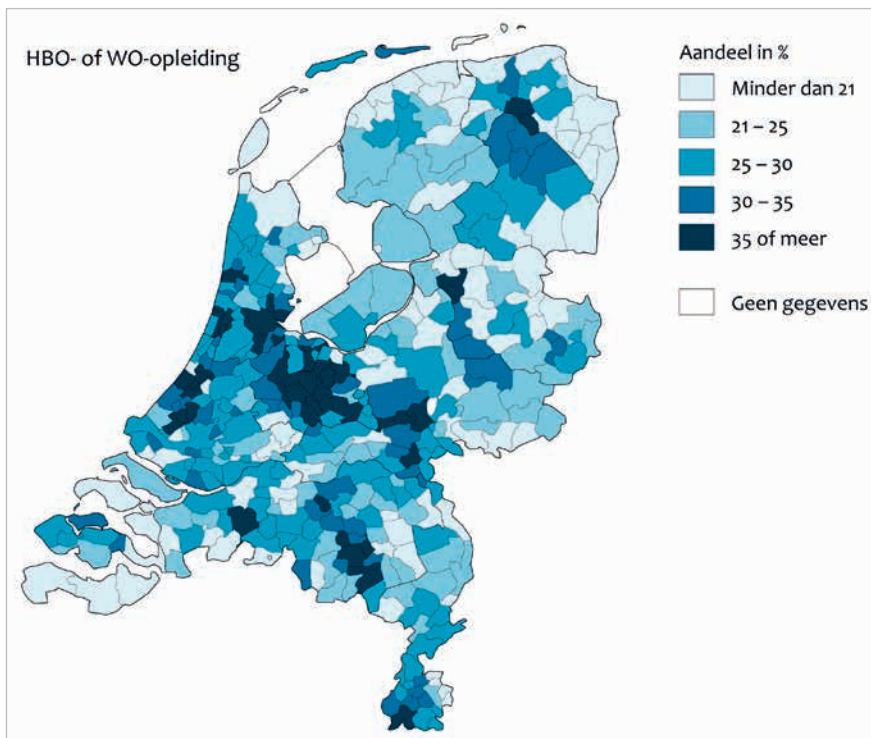 HBO- of WO-opleiding
Aandeel in %
Minder dan 21
21 – 25
25 – 30
30 – 35
35 of meer
Geen gegevens